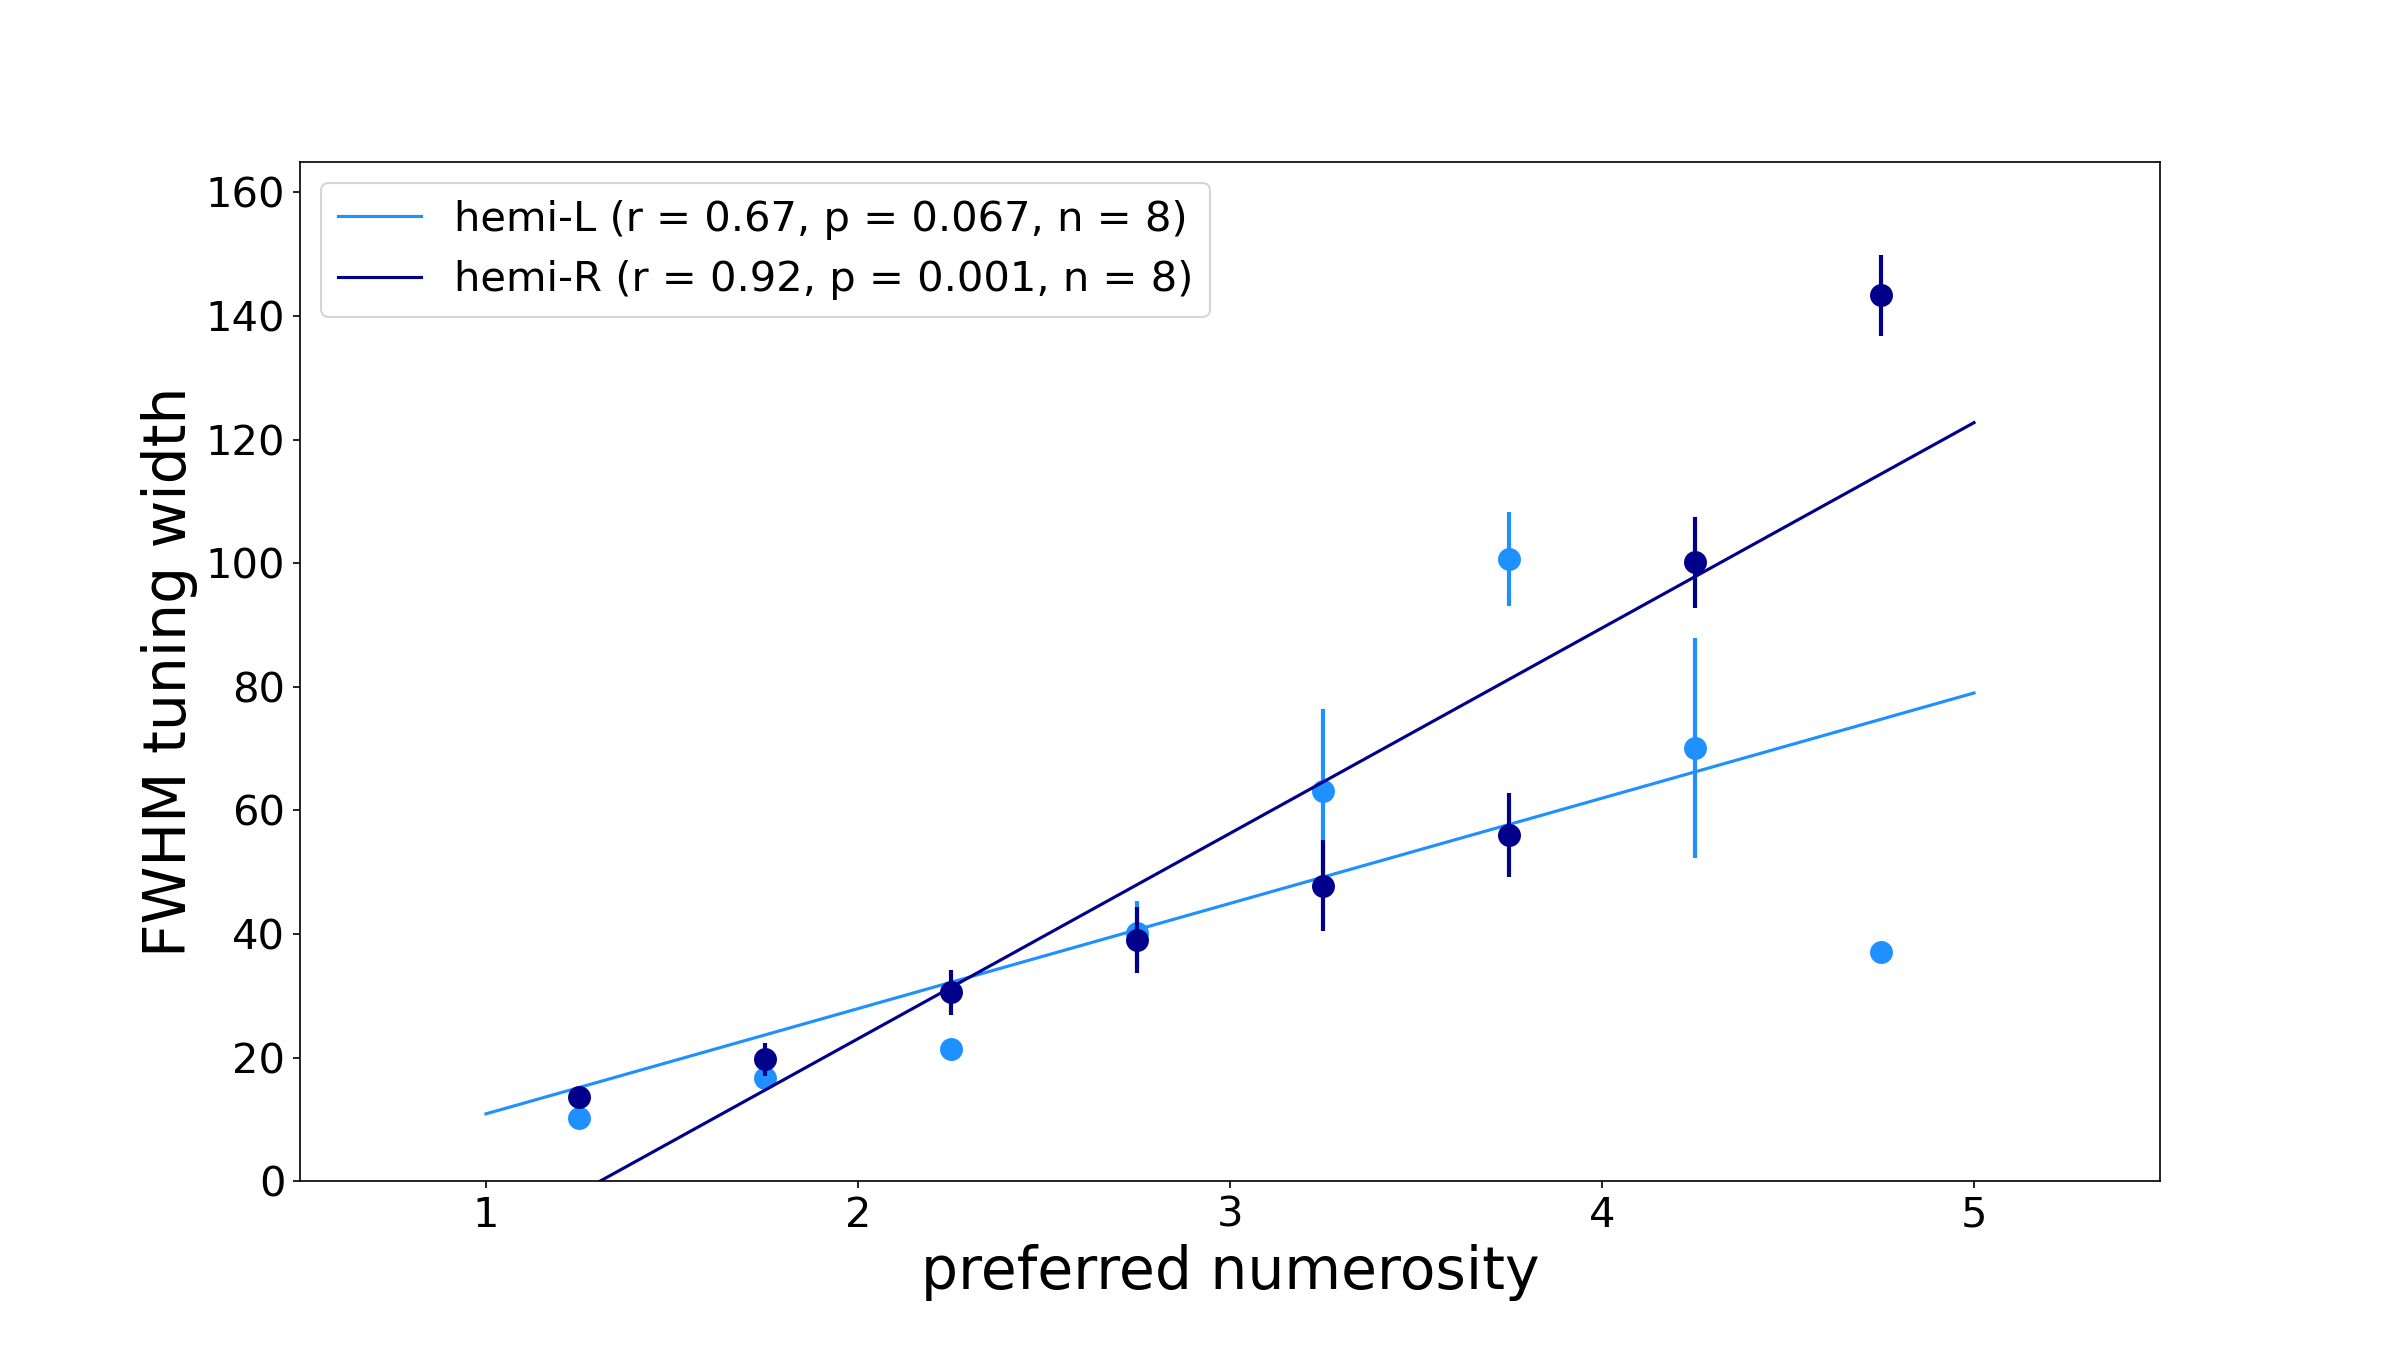 160
140
120
100
80
60
40
20
0
FWHM tuning width
hemi-L (r = 0.67, p = 0.067, n = 8)
hemi-R (r = 0.92, p = 0.001, n = 8)
1 2 3 4 5
preferred numerosity